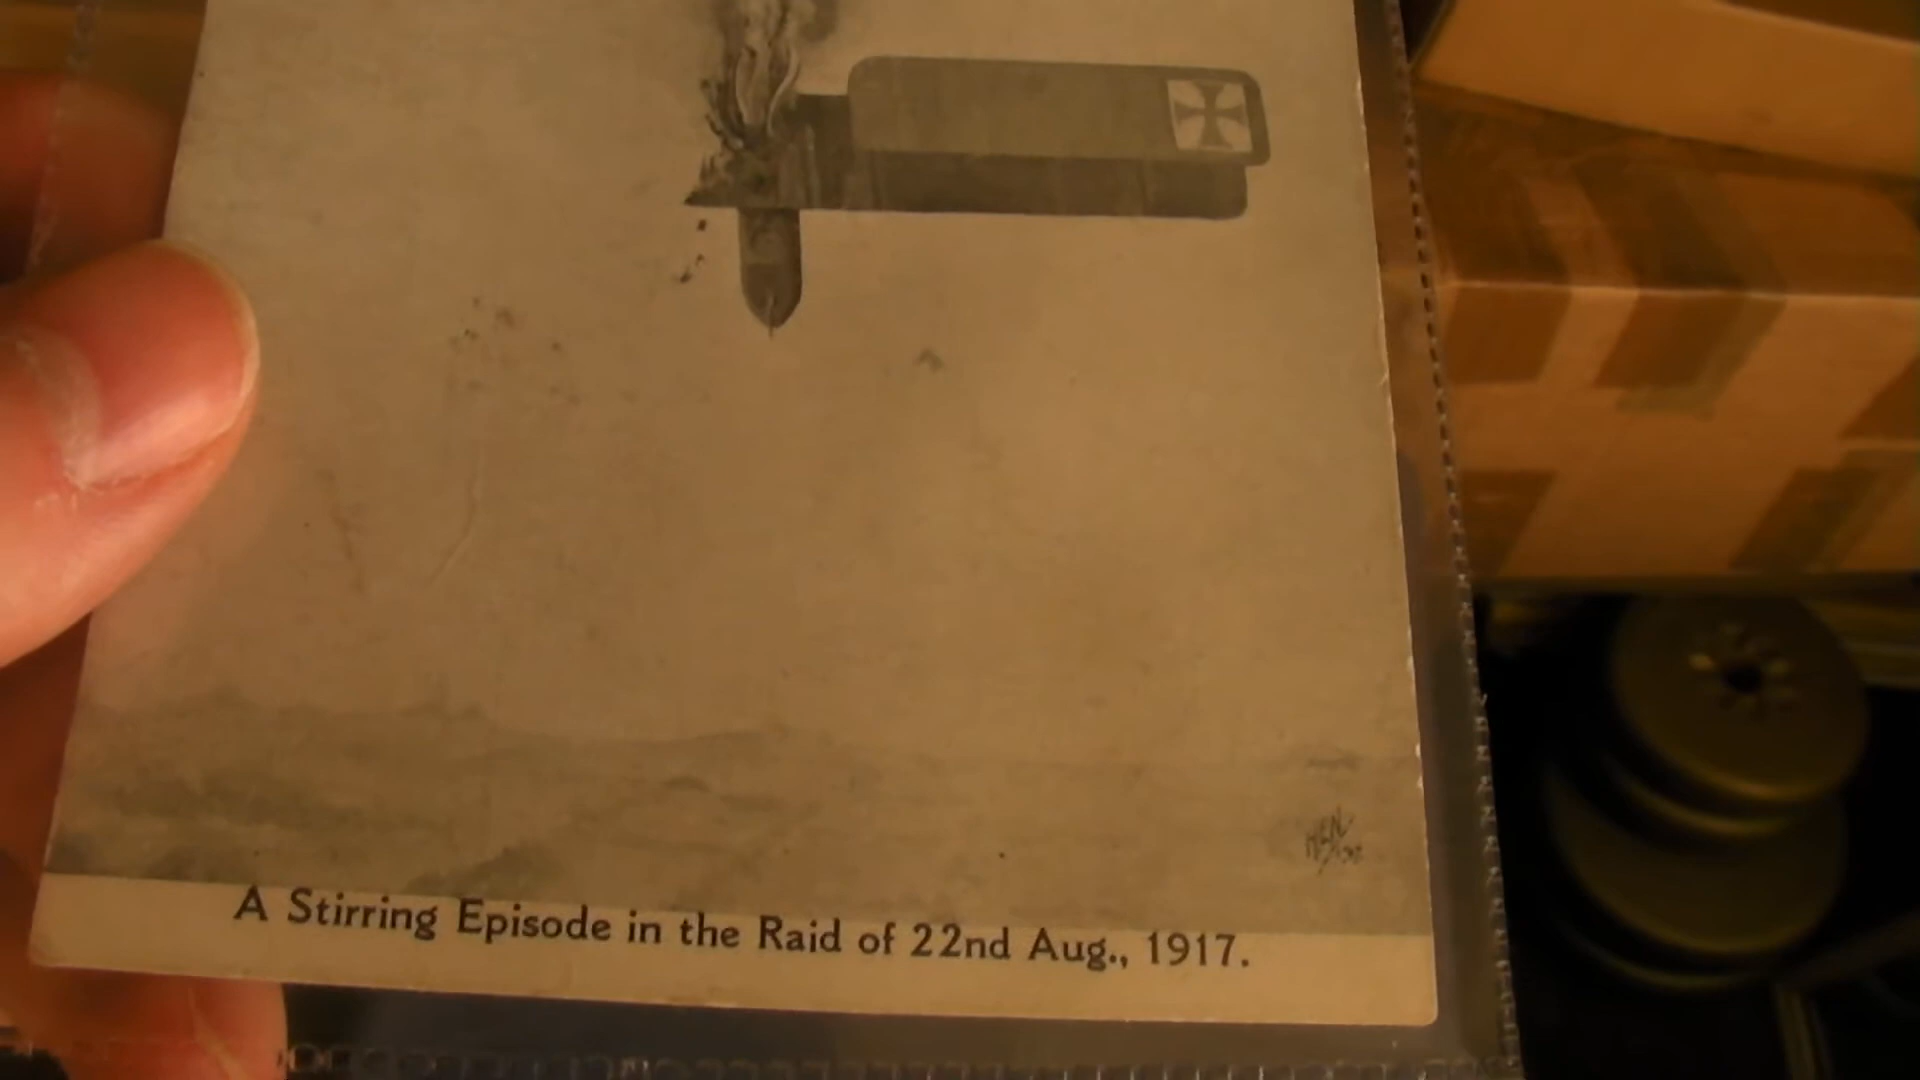 A Stirring Episode in the Raid of 22nd Aug., 1917.